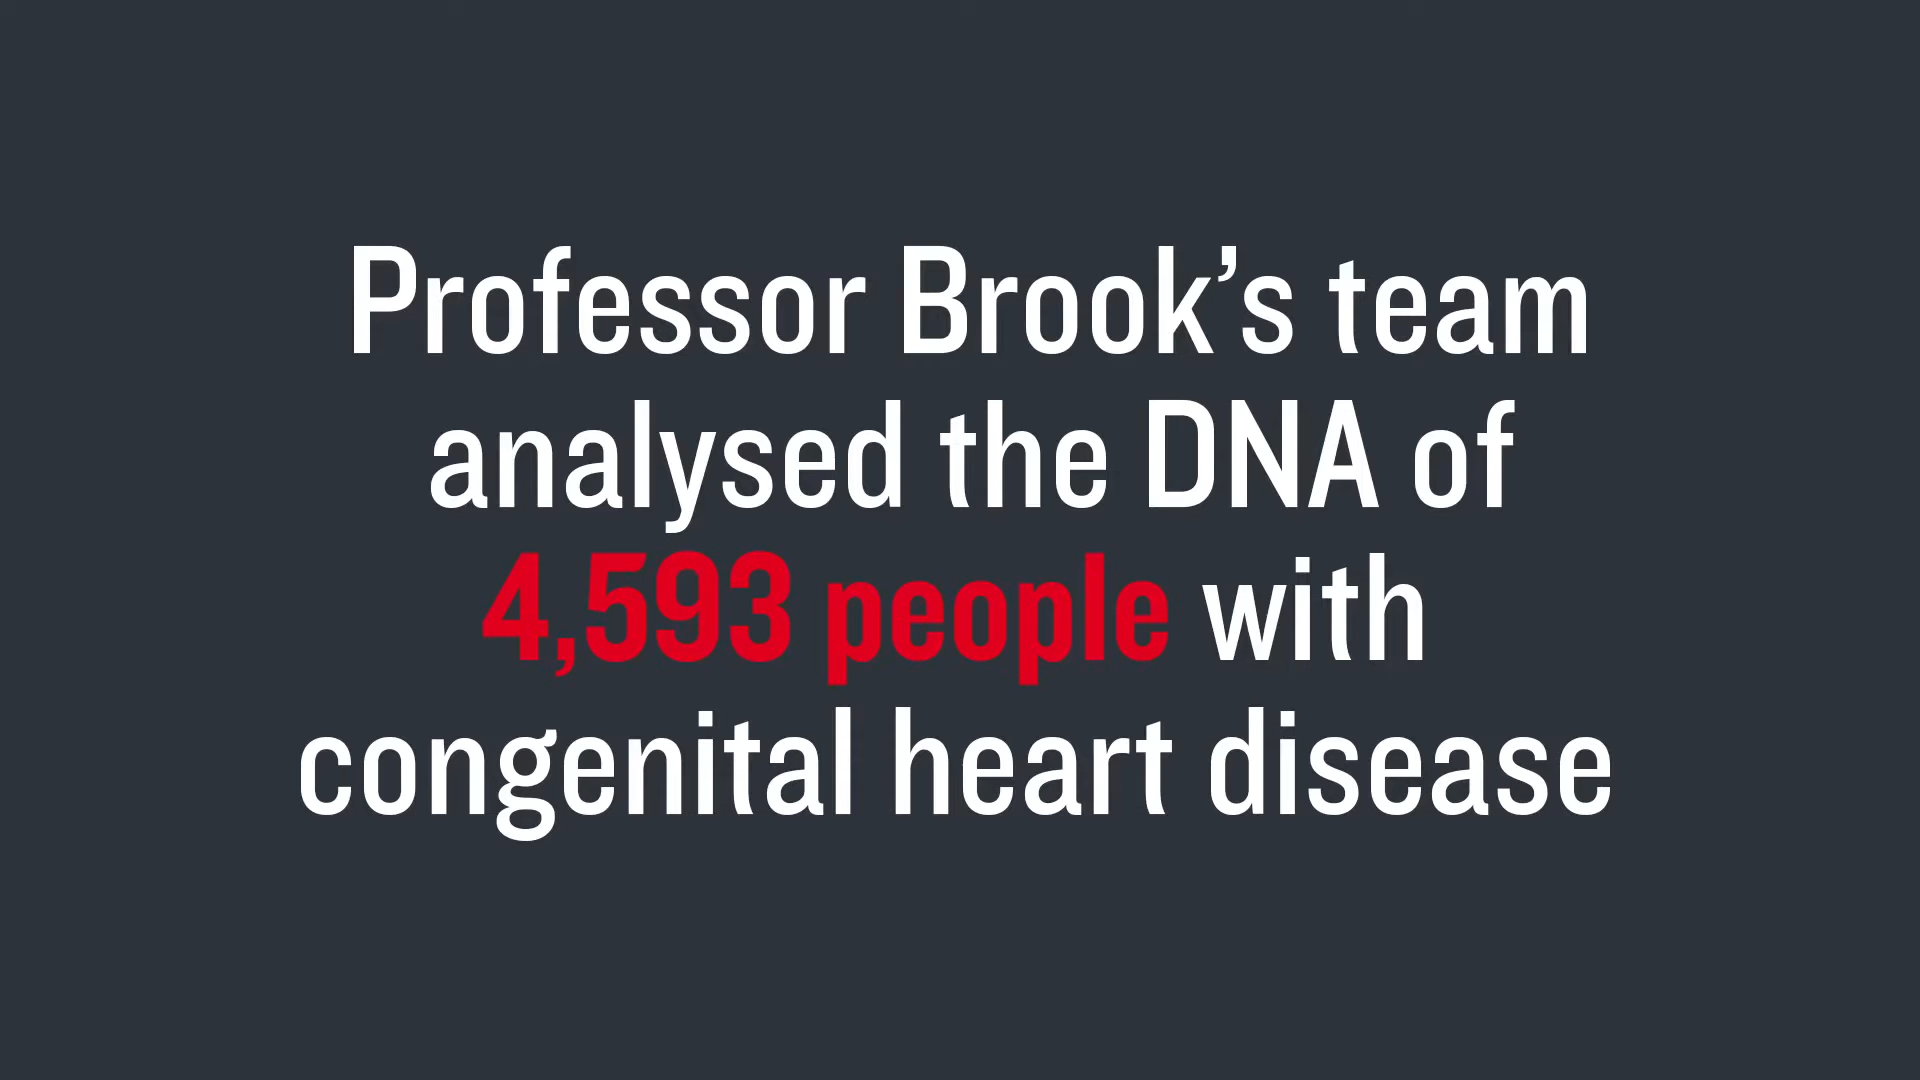 Professor Brook’s team
analysed the DNA of
4,593 people with
congenital heart disease